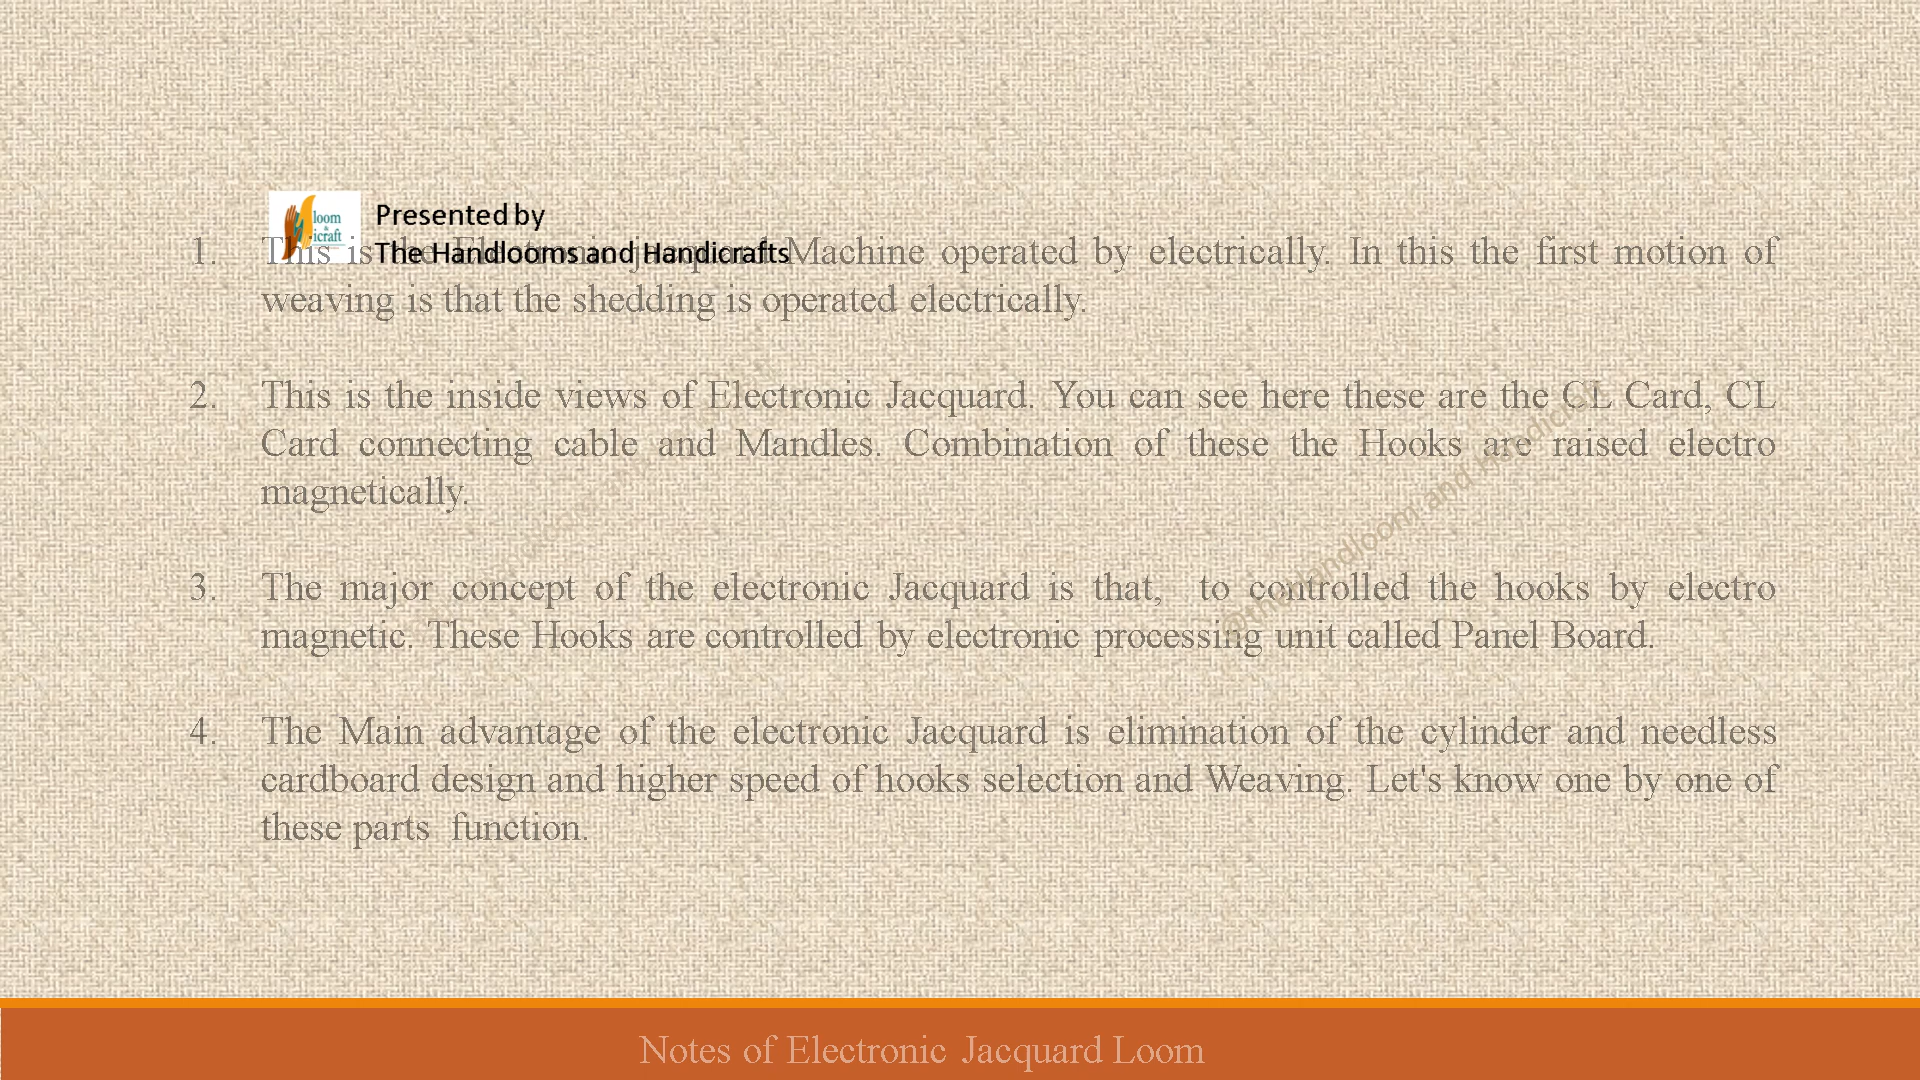 loom
&
icraft
Presented by
The Handlooms and Handicrafts
1. This is the Electronic jacquard Machine operated by electrically. In this the first motion of
weaving is that the shedding is operated electrically.
2. This is the inside views of Electronic Jacquard. You can see here these are the CL Card, CL
Card connecting cable and Mandles. Combination of these the Hooks are raised electro
magnetically.
3. The major concept of the electronic Jacquard is that, to controlled the hooks by electro
magnetic. These Hooks are controlled by electronic processing unit called Panel Board.
4. The Main advantage of the electronic Jacquard is elimination of the cylinder and needless
cardboard design and higher speed of hooks selection and Weaving. Let's know one by one of
these parts function.
Notes of Electronic Jacquard Loom